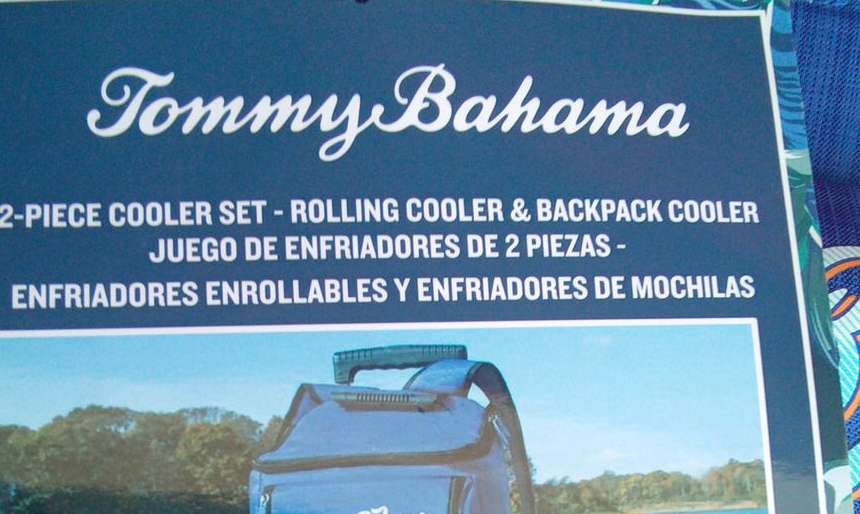 Tommy Bahama
2-PIECE COOLER SET - ROLLING COOLER & BACKPACK COOLER
JUEGO DE ENFRIADORES DE 2 PIEZAS -
ENFRIADORES ENROLLABLES Y ENFRIADORES DE MOCHILAS